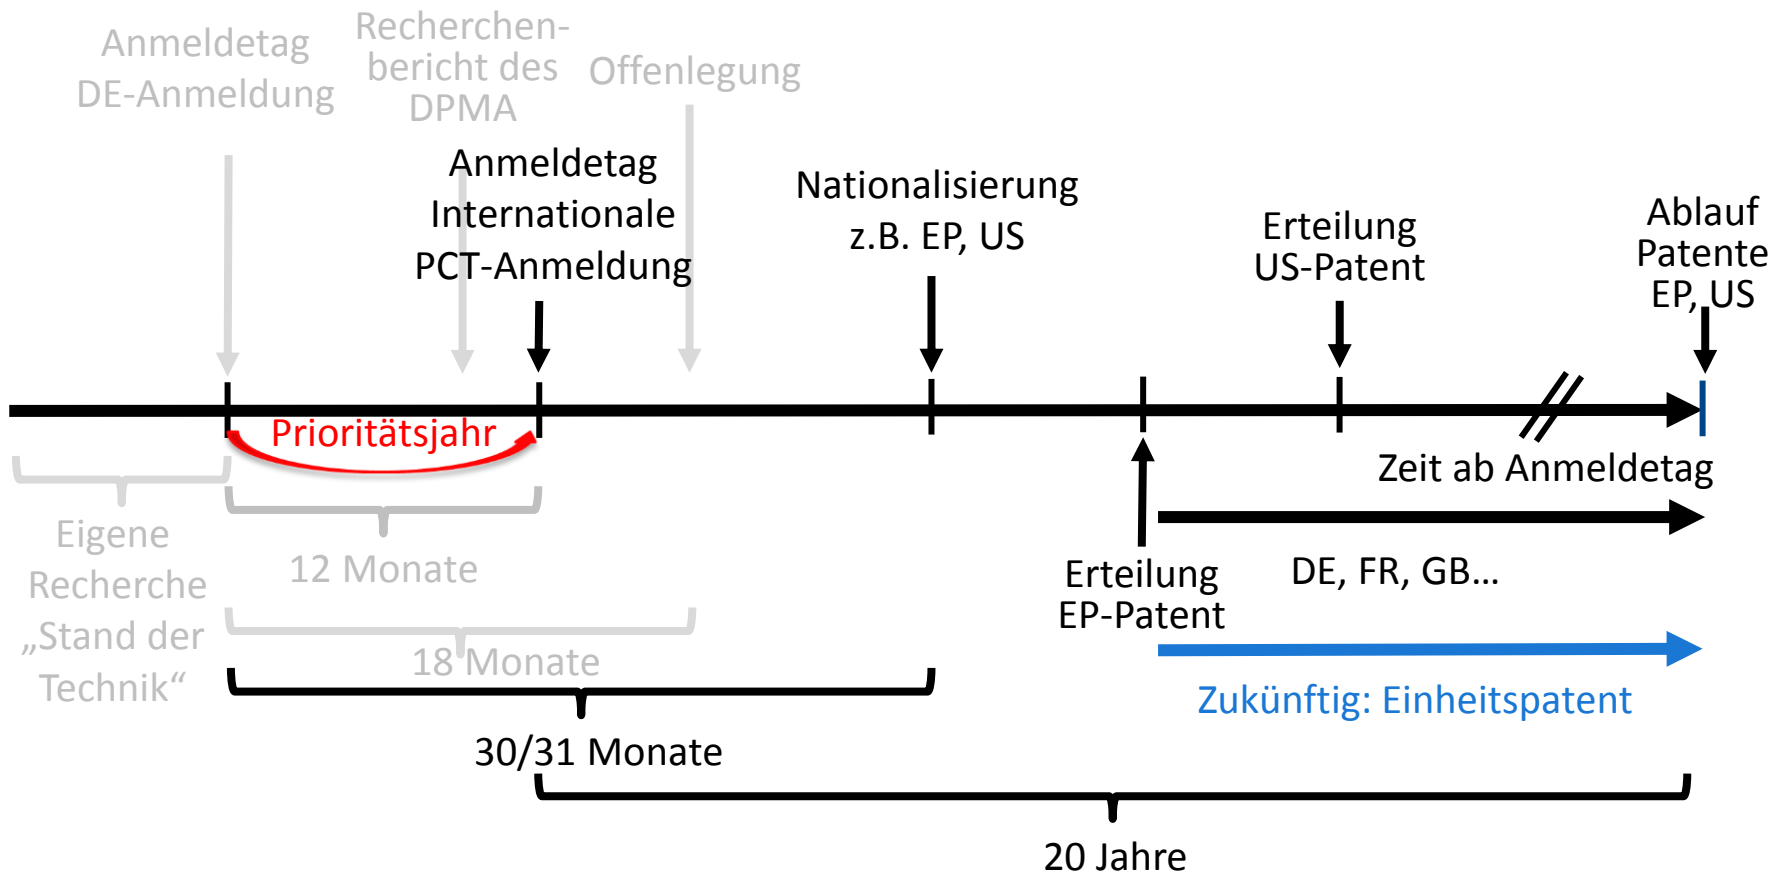 Anmeldetag
DE-Anmeldung
Recherchen-
bericht des
DPMA
Offenlegung
Anmeldetag
Internationale
PCT-Anmeldung
Nationalisierung
z.B. EP, US
Erteilung
US-Patent
Ablauf
Patente
EP, US
Prioritätsjahr
Zeit ab Anmeldetag
Eigene
Recherche
„Stand der
Technik“
12 Monate
18 Monate
30/31 Monate
Erteilung
EP-Patent
DE, FR, GB...
Zukünftig: Einheitspatent
20 Jahre